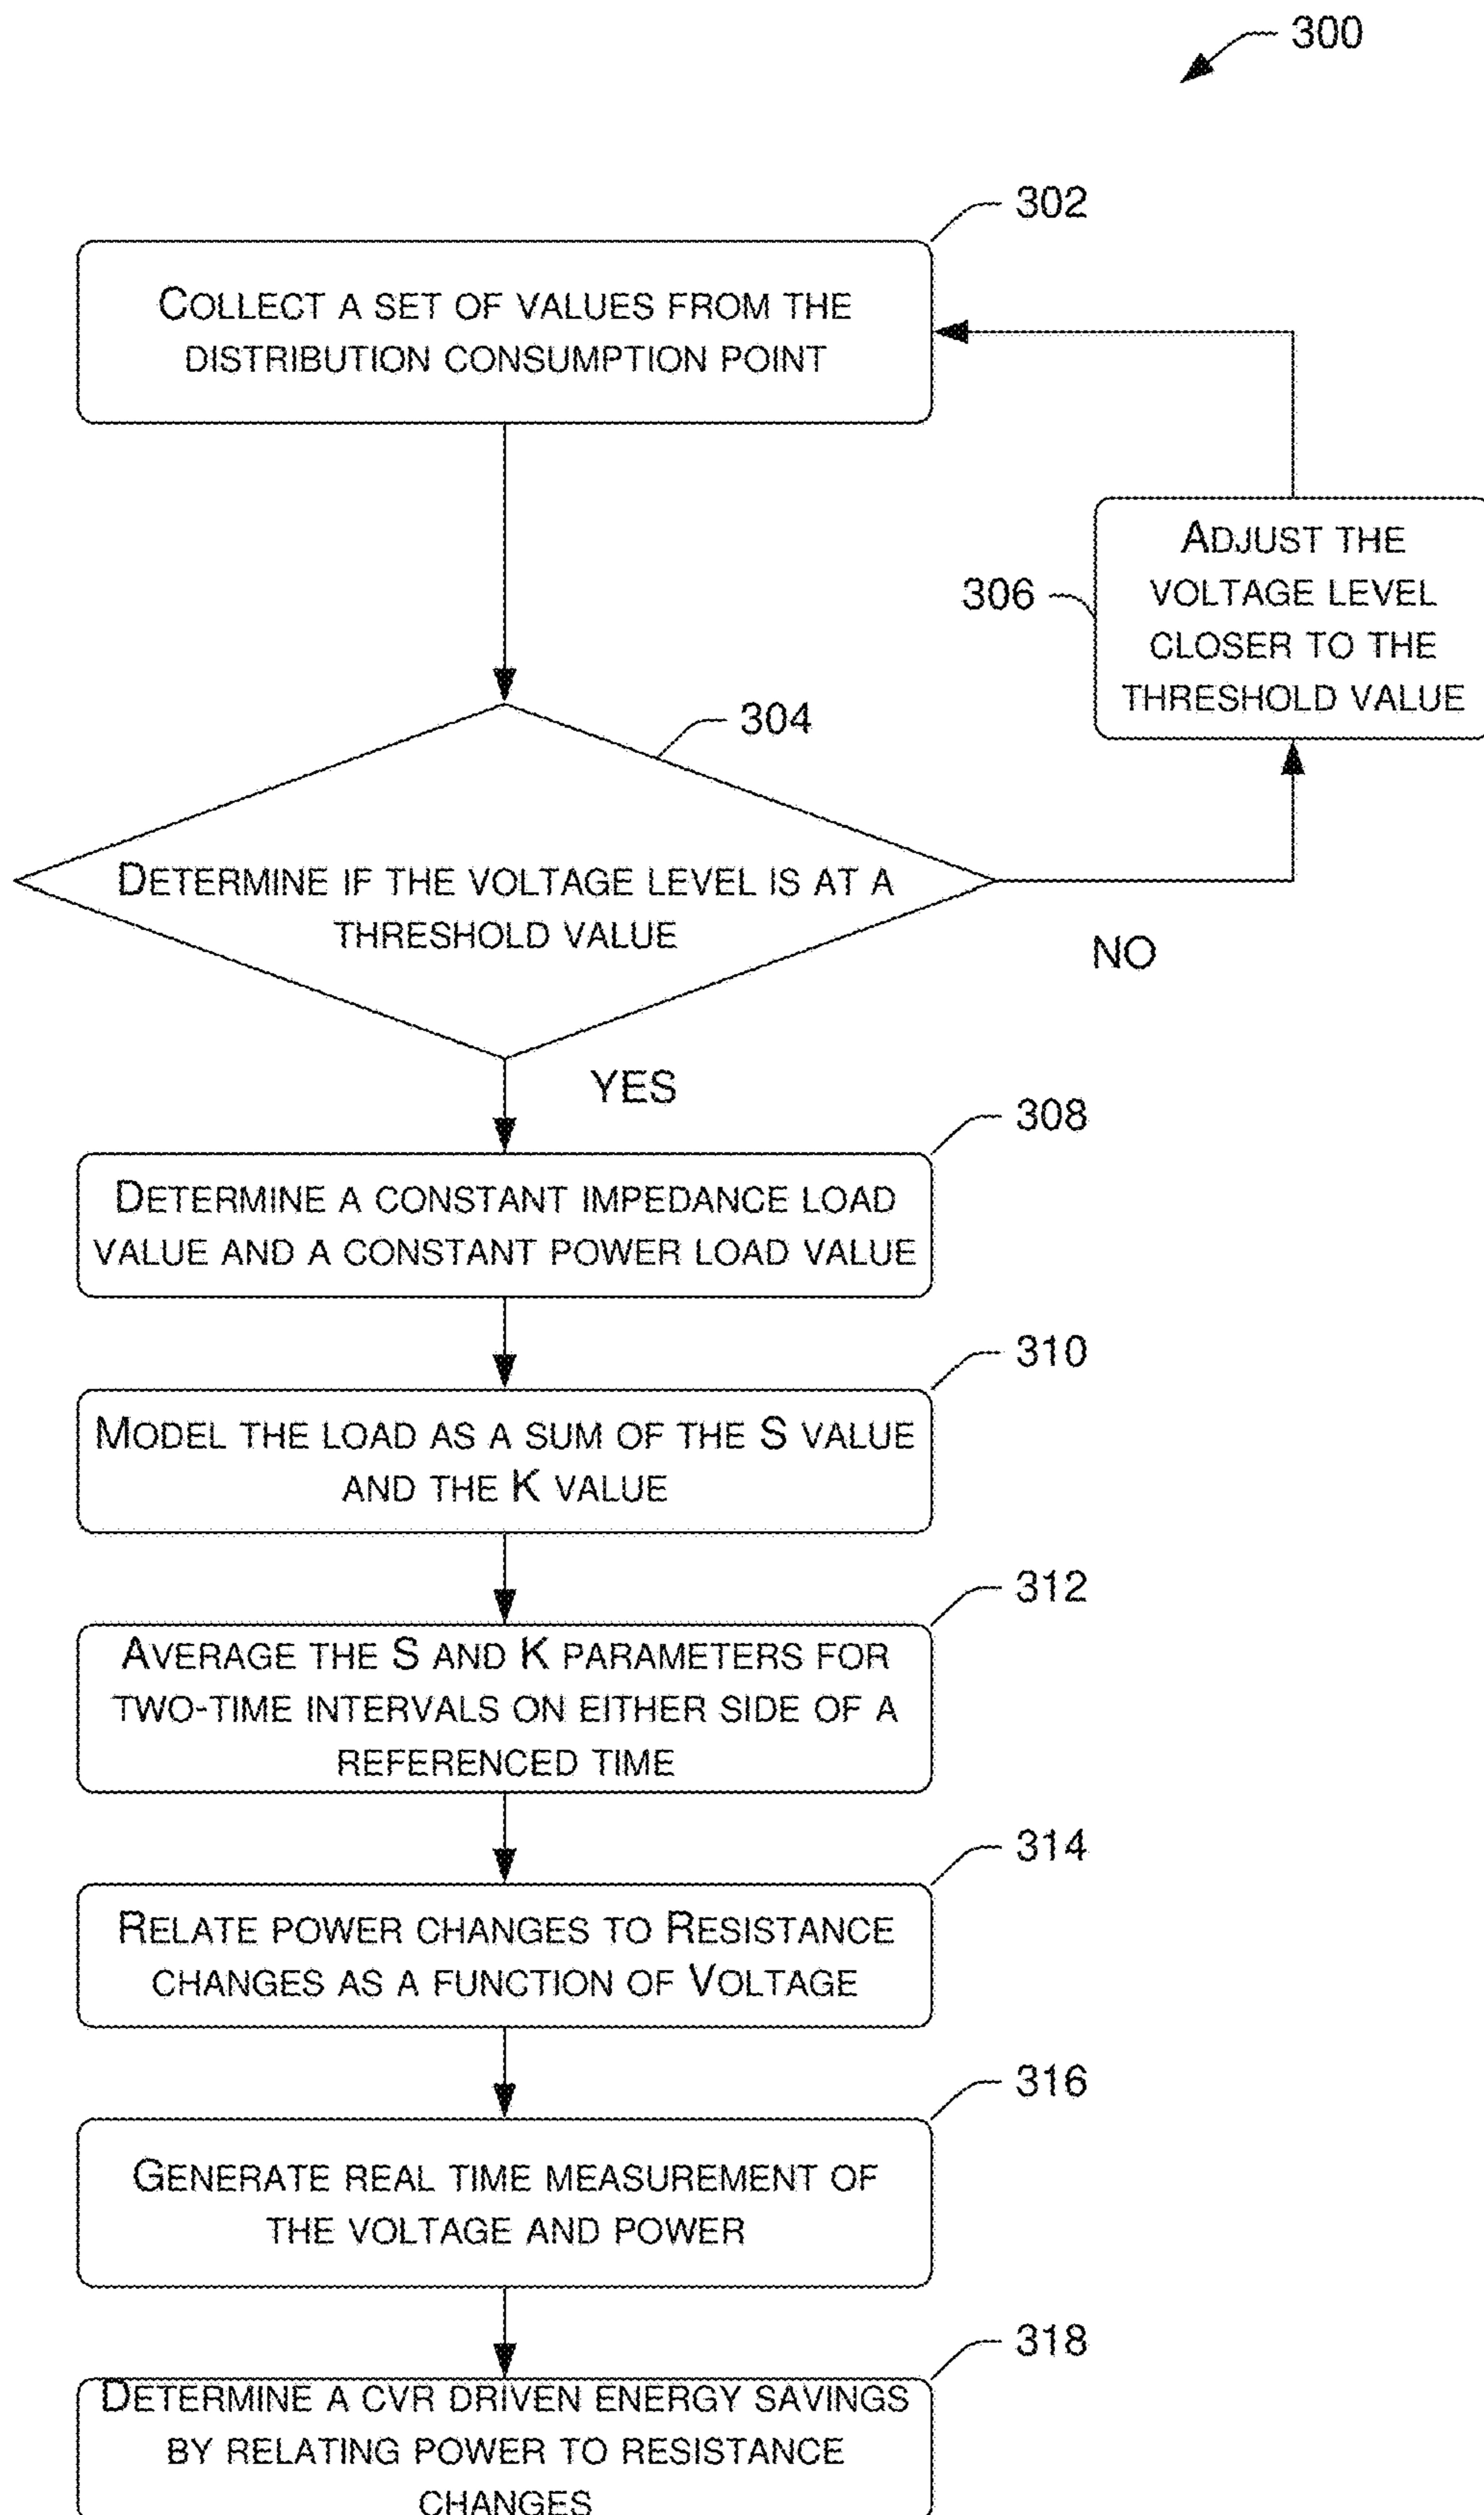 300
302
COLLECT A SET OF VALUES FROM THE
DISTRIBUTION CONSUMPTION POINT
ADJUST THE
VOLTAGE LEVEL
CLOSER TO THE
THRESHOLD VALUE
306
304
DETERMINE IF THE VOLTAGE LEVEL IS AT A
THRESHOLD VALUE
NO
YES
308
DETERMINE A CONSTANT IMPEDANCE LOAD
VALUE AND A CONSTANT POWER LOAD VALUE
310
MODEL THE LOAD AS A SUM OF THE S VALUE
AND THE K VALUE
312
AVERAGE THE S AND K PARAMETERS FOR
TWO-TIME INTERVALS ON EITHER SIDE OF A
REFERENCED TIME
314
RELATE POWER CHANGES TO RESISTANCE
CHANGES AS A FUNCTION OF VOLTAGE
316
GENERATE REAL TIME MEASUREMENT OF
THE VOLTAGE AND POWER
318
DETERMINE A CVR DRIVEN ENERGY SAVINGS
BY RELATING POWER TO RESISTANCE
CHANGES